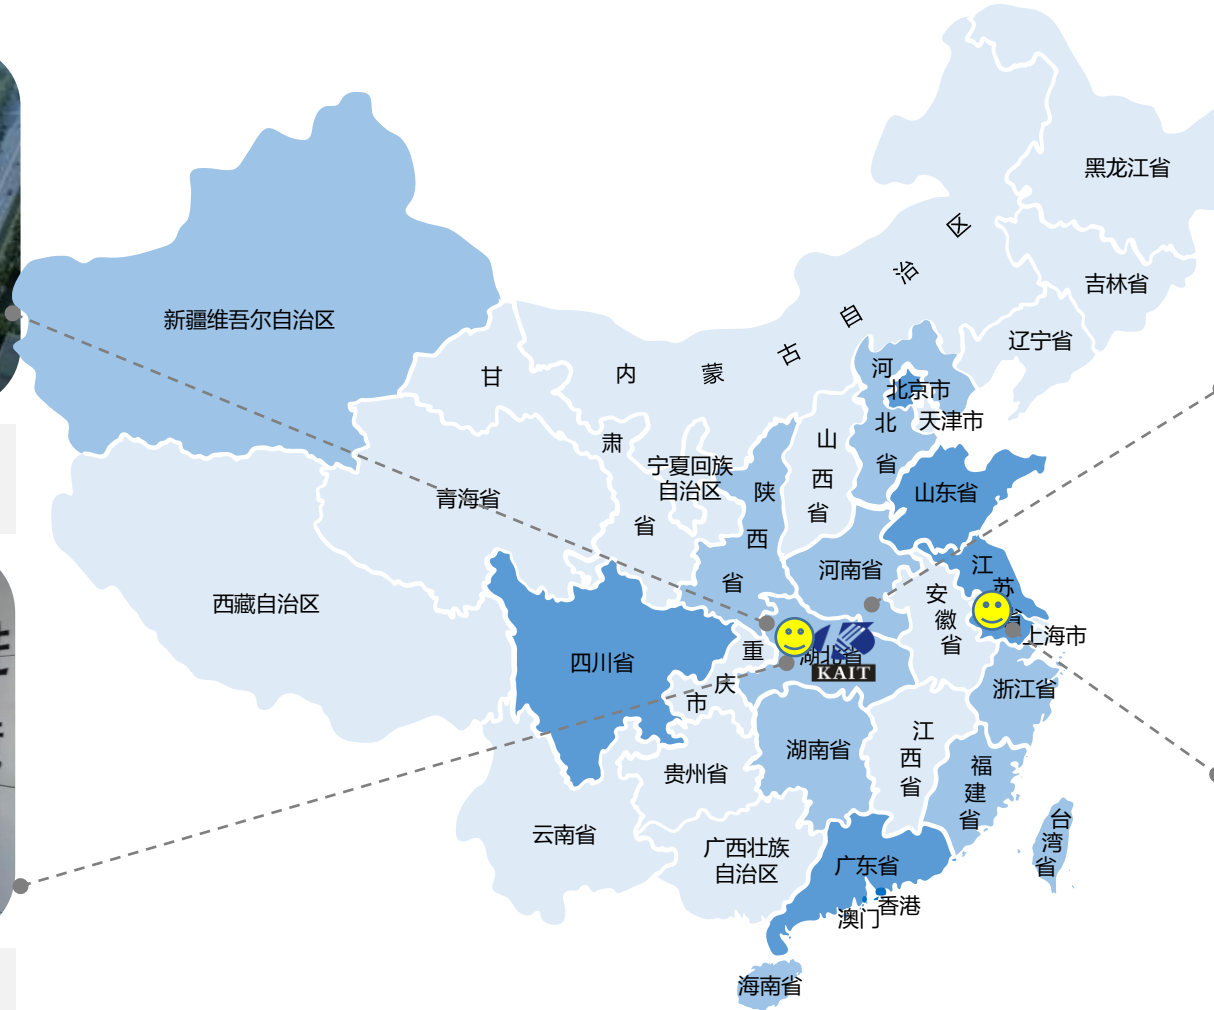 黑龙江省
吉林省
辽宁省
内蒙古自治区
新疆维吾尔自治区
甘肃省
河北省
北京市
天津市
山西省
宁夏回族
自治区
陕西省
青海省
山东省
河南省
江苏省
安徽省
上海市
西藏自治区
四川省
重庆市
湖北省
KAIT
浙江省
湖南省
江西省
福建省
贵州省
云南省
广西壮族
自治区
广东省
台湾省
香港
澳门
海南省